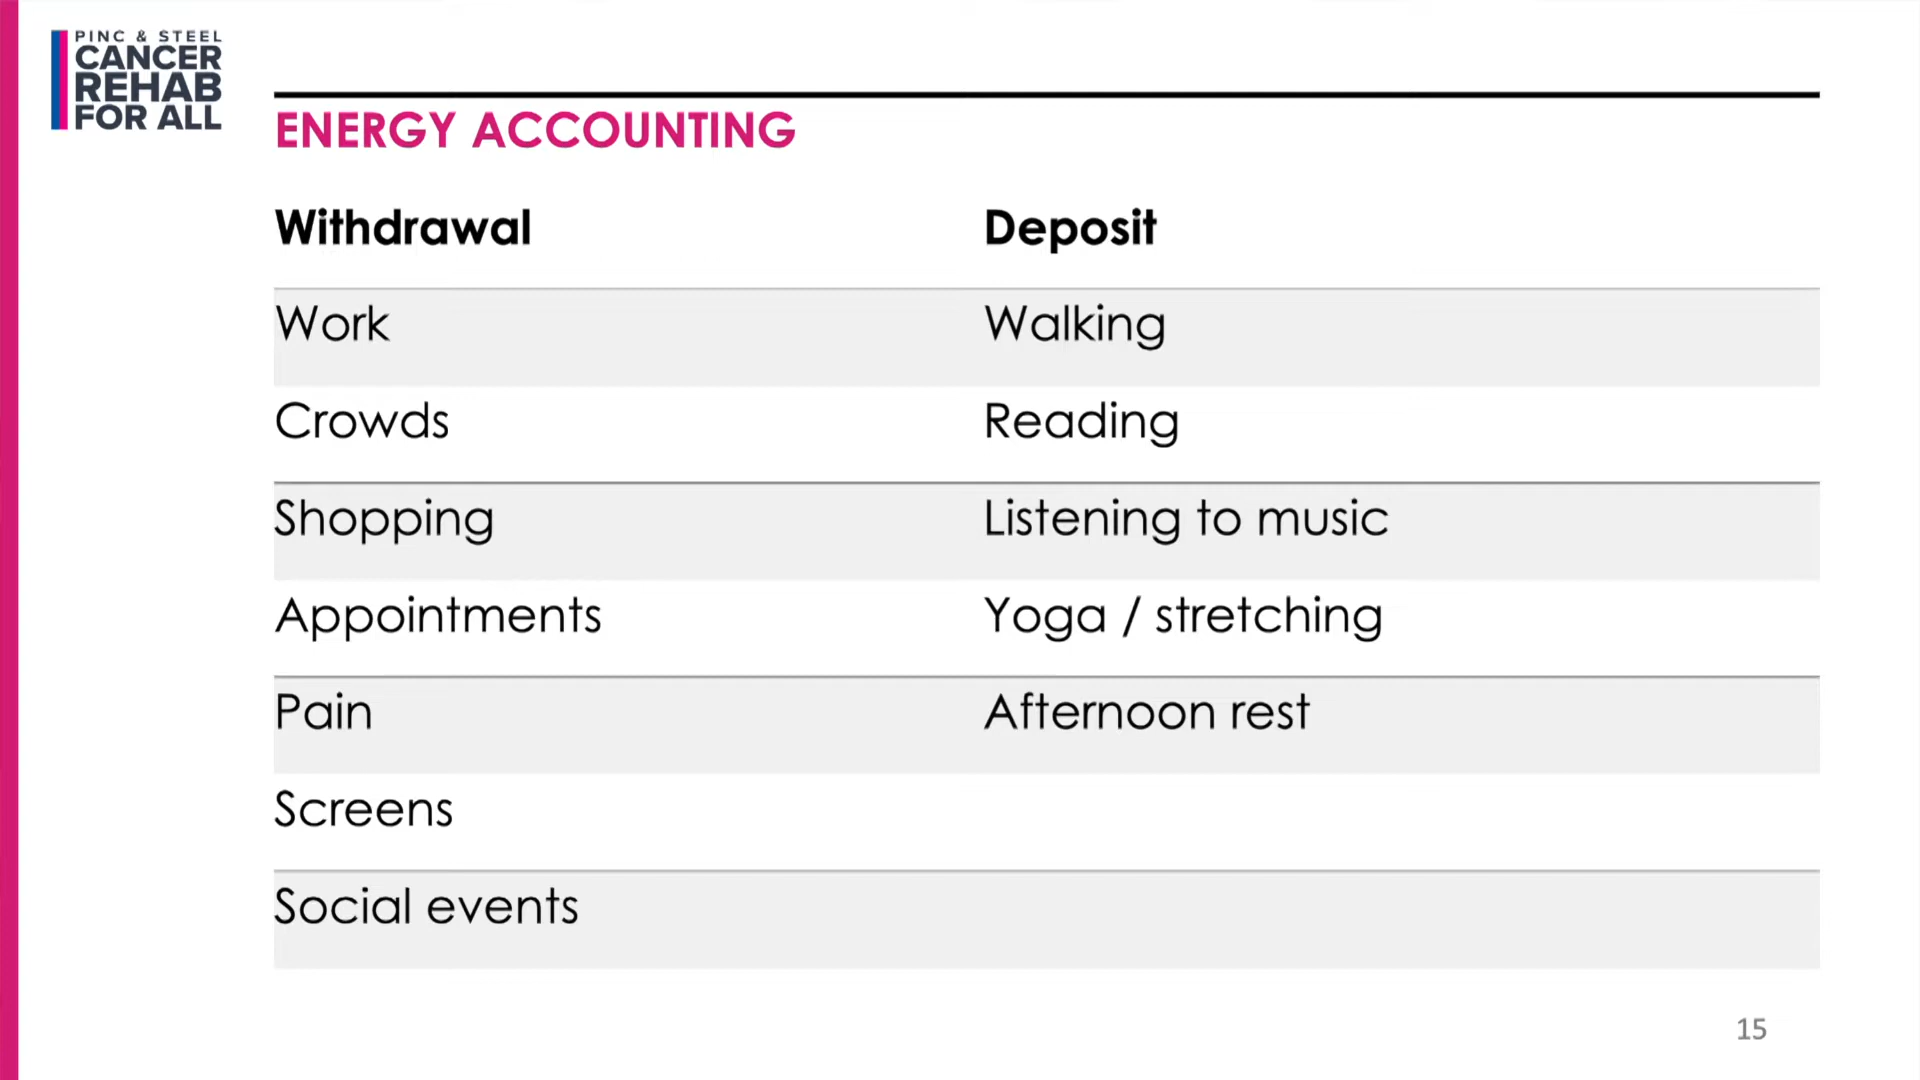 PINC & STEEL
CANCER
REHAB
FOR ALL
ENERGY ACCOUNTING
Withdrawal Deposit
Work Walking
Crowds Reading
Shopping Listening to music
Appointments Yoga / stretching
Pain Afternoon rest
Screens
Social events
15